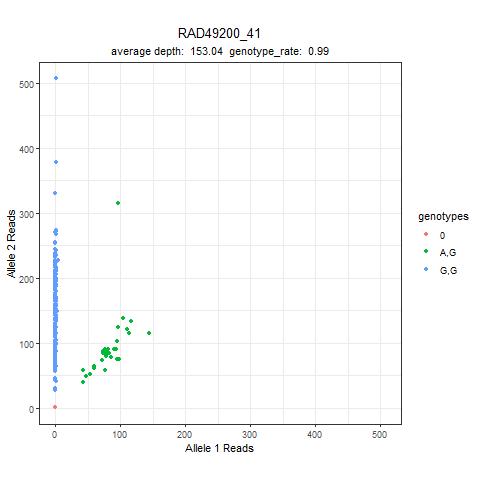 RAD49200_41
average depth:  153.04  genotype_rate:  0.99
500
400
300
200
100
0
Allele 2 Reads
0 100 200 300 400 500
Allele 1 Reads
genotypes
0
A,G
G,G